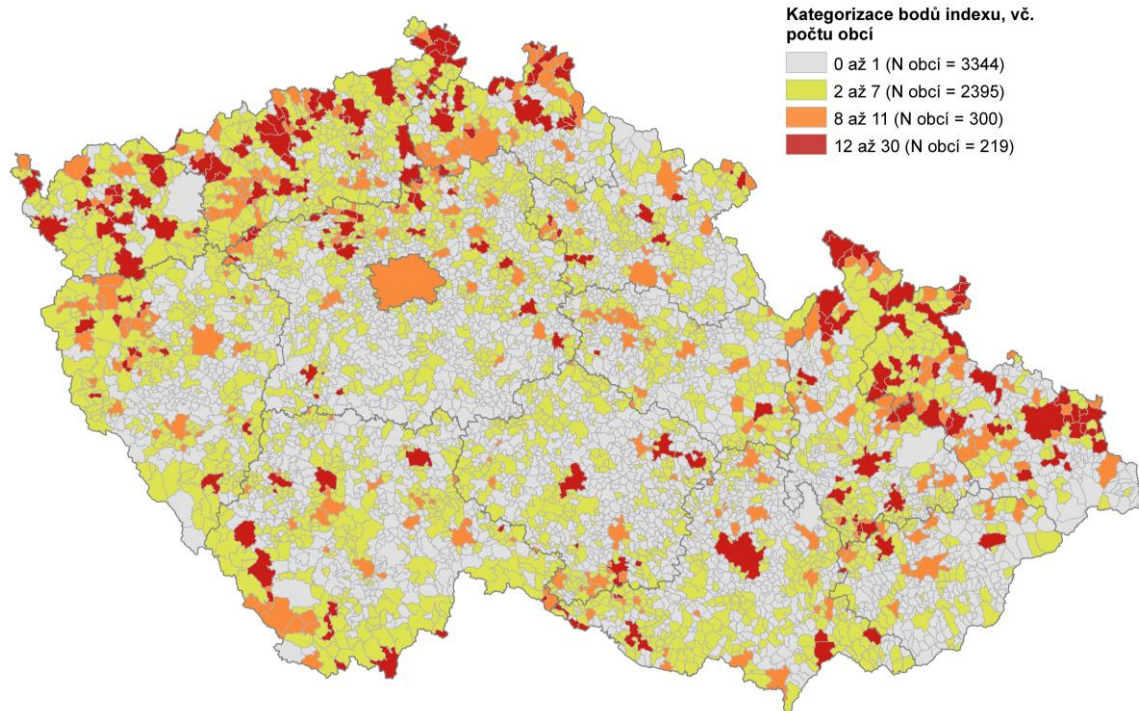 Kategorizace bodů indexu, vč.
počtu obcí
0 až 1 (N obcí = 3344)
2 až 7 (N obcí = 2395)
8 až 11 (N obcí = 300)
12 až 30 (N obcí = 219)